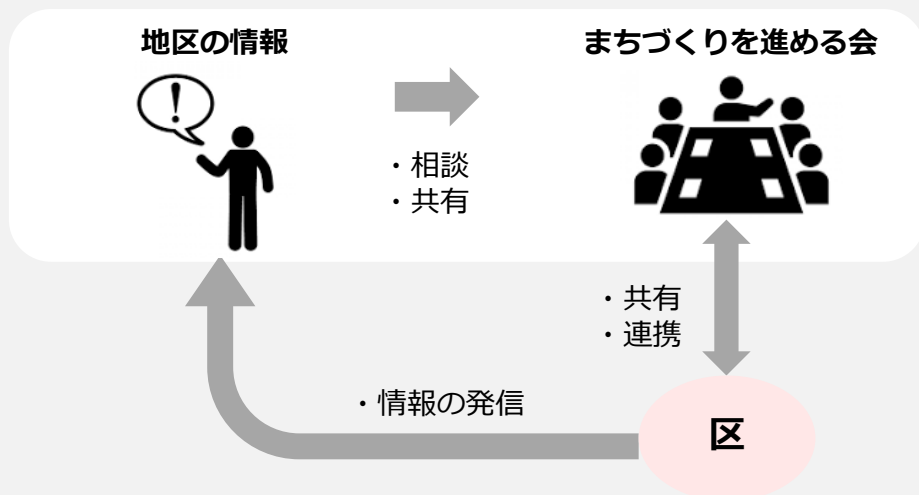 地区の情報
まちづくりを進める会
・相談
・共有
・共有
・連携
・情報の発信
区